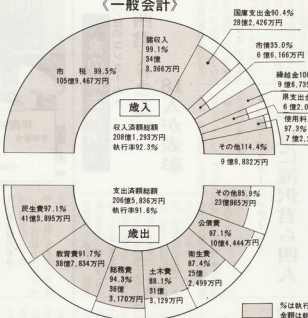 《一般会計》
国庫支出金90.4%
28億2,426万円
市債35.0%
6億6,166万円
繰越金10
9億6,73
県支出金
6億2,0
使用料
97.3%
7億2,
その他114.4%
9億8,832万円
諸収入
99.1%
34億
3,366万円
市 税 99.5%
105億9,467万円
歳入
収入済額総額
208億1,293万円
執行率92.3%
支出済額総額
206億5,836万円
執行率91.6%
歳出
民生費97.1%
41億3,895万円
教育費91.7%
38億7,834万円
総務費
94.3%
36億
3,170万円
土木費
88.1%
31億
3,129万円
衛生費
87.4%
25億
2,499万円
公債費
97.1%
10億4,444万円
その他85.9%
23億865万円
%は執行
金額は